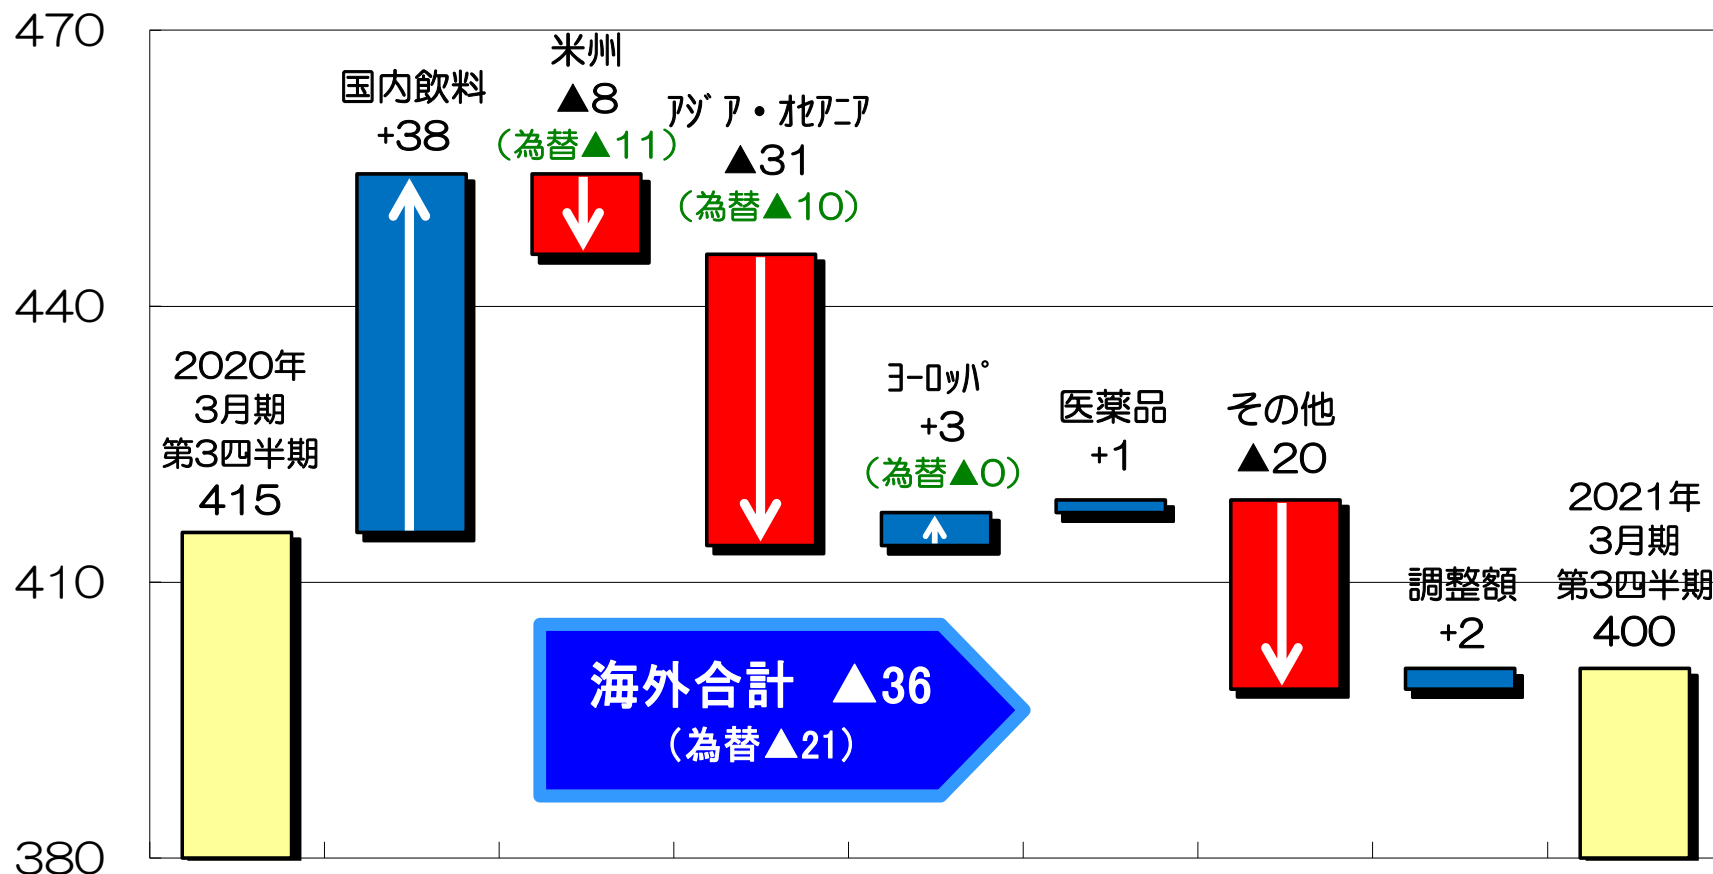 470
440
410
380
2020年
3月期
第3四半期
415
国内飲料
+38
米州
▲8
（為替▲11）
ｱｼﾞｱ・ｵｾｱﾆｱ
▲31
（為替▲10）
ﾖｰﾛｯﾊﾟ
+3
（為替▲0）
医薬品
+1
その他
▲20
調整額
+2
2021年
3月期
第3四半期
400
海外合計 ▲36
（為替▲21）